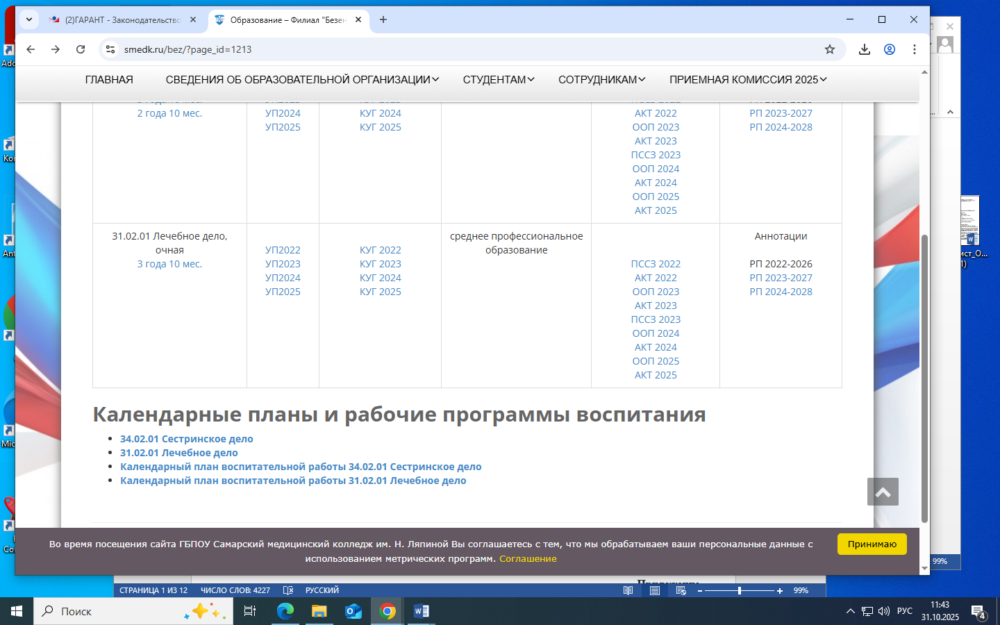 (2)ГАРАНТ - Законодательство
Образование – Филиал "Безен
smedk.ru/bez/?page_id=1213
ГЛАВНАЯ
СВЕДЕНИЯ ОБ ОБРАЗОВАТЕЛЬНОЙ ОРГАНИЗАЦИИ
СТУДЕНТАМ
СОТРУДНИКАМ
ПРИЕМНАЯ КОМИССИЯ 2025
2 года 10 мес.
УП2024
УП2025
КУГ 2024
КУГ 2025
АКТ 2022
ООП 2023
АКТ 2023
ПССЗ 2023
ООП 2024
АКТ 2024
ООП 2025
АКТ 2025
РП 2023-2027
РП 2024-2028
31.02.01 Лечебное дело,
очная
3 года 10 мес.
УП2022
УП2023
УП2024
УП2025
КУГ 2022
КУГ 2023
КУГ 2024
КУГ 2025
среднее профессиональное
образование
ПССЗ 2022
АКТ 2022
ООП 2023
АКТ 2023
ПССЗ 2023
ООП 2024
АКТ 2024
ООП 2025
АКТ 2025
Аннотации
РП 2022-2026
РП 2023-2027
РП 2024-2028
Календарные планы и рабочие программы воспитания
34.02.01 Сестринское дело
31.02.01 Лечебное дело
Календарный план воспитательной работы 34.02.01 Сестринское дело
Календарный план воспитательной работы 31.02.01 Лечебное дело
Во время посещения сайта ГБПОУ Самарский медицинский колледж им. Н. Ляпиной Вы соглашаетесь с тем, что мы обрабатываем ваши персональные данные с
использованием метрических программ. Соглашение
Принимаю
99%
СТРАНИЦА 1 ИЗ 12
ЧИСЛО СЛОВ: 4227
РУССКИЙ
99%
Поиск
РУС
11:43
31.10.2025
4